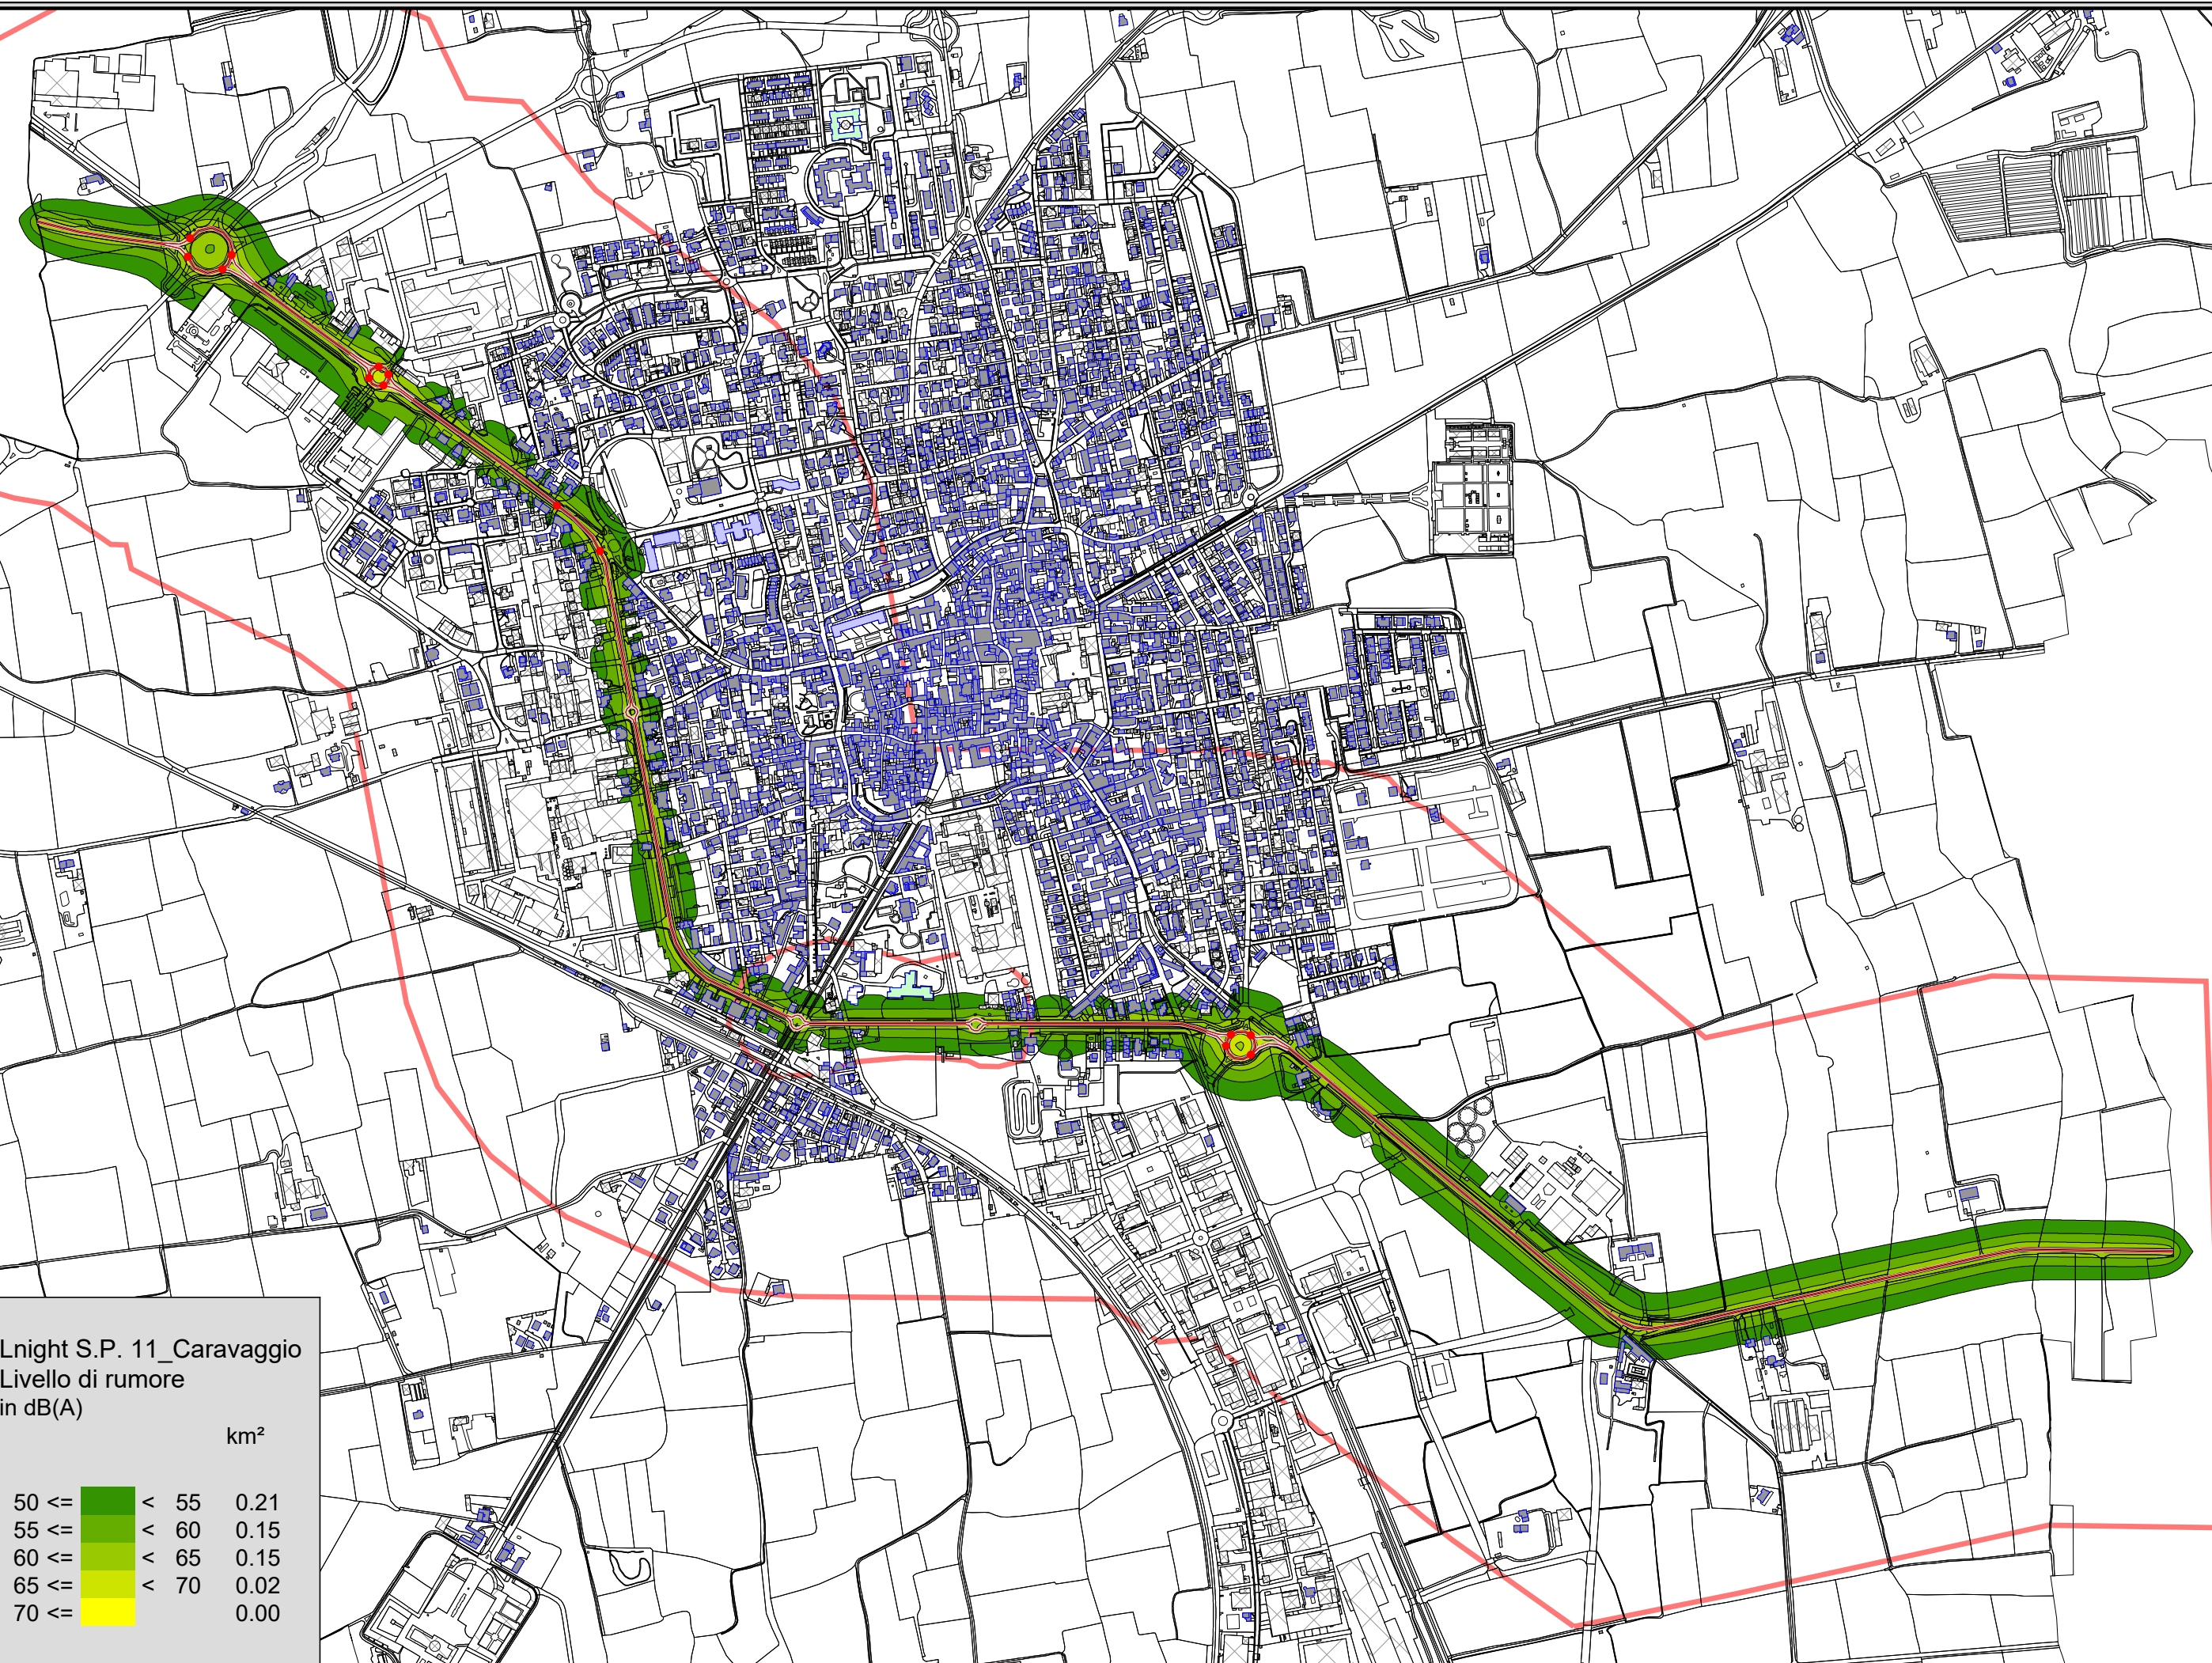 Lnight S.P. 11_Caravaggio
Livello di rumore
in dB(A)
km²
50 <= < 55 0.21
55 <= < 60 0.15
60 <= < 65 0.15
65 <= < 70 0.02
70 <= 0.00